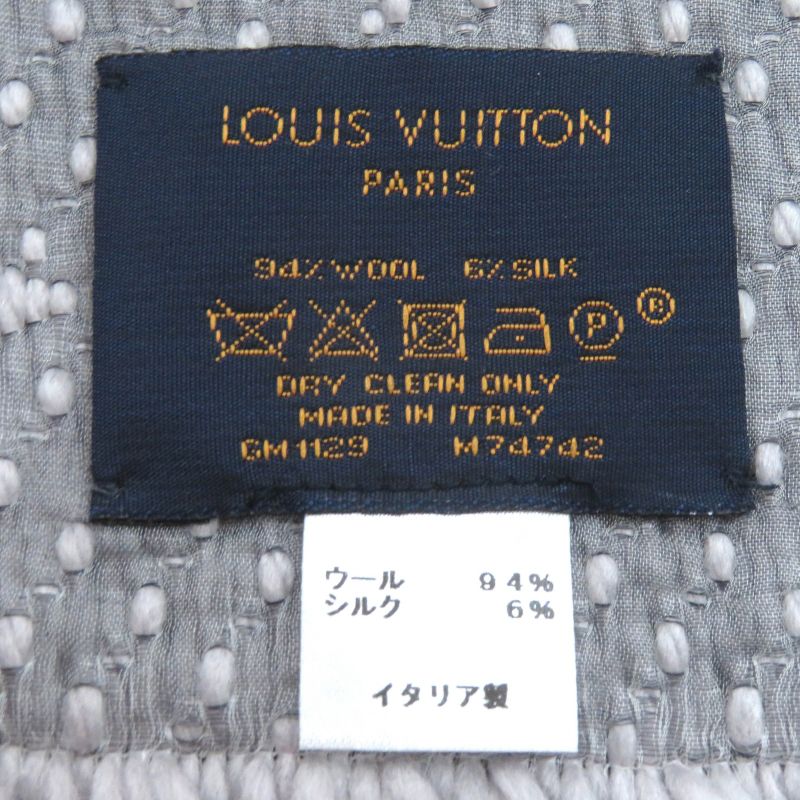 LOUIS VUITTON
PARIS
94% WOOL 6% SILK
P
®
DRY CLEAN ONLY
MADE IN ITALY
GM1129 M74742
ウール 94%
シルク 6%
イタリア製